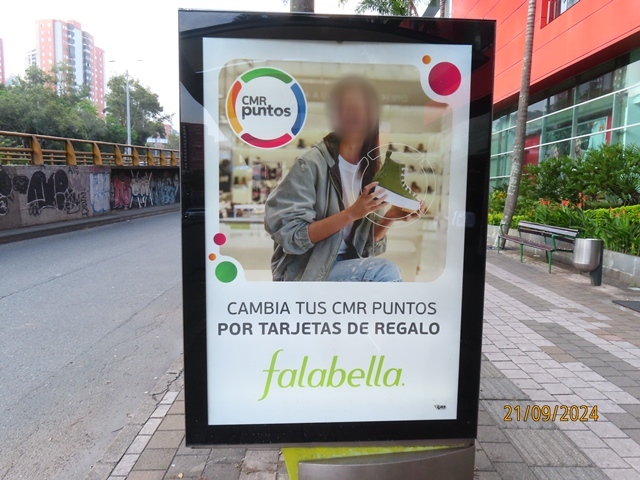 CMR
puntos
CAMBIA TUS CMR PUNTOS
POR TARJETAS DE REGALO
falabella.
21/09/2024